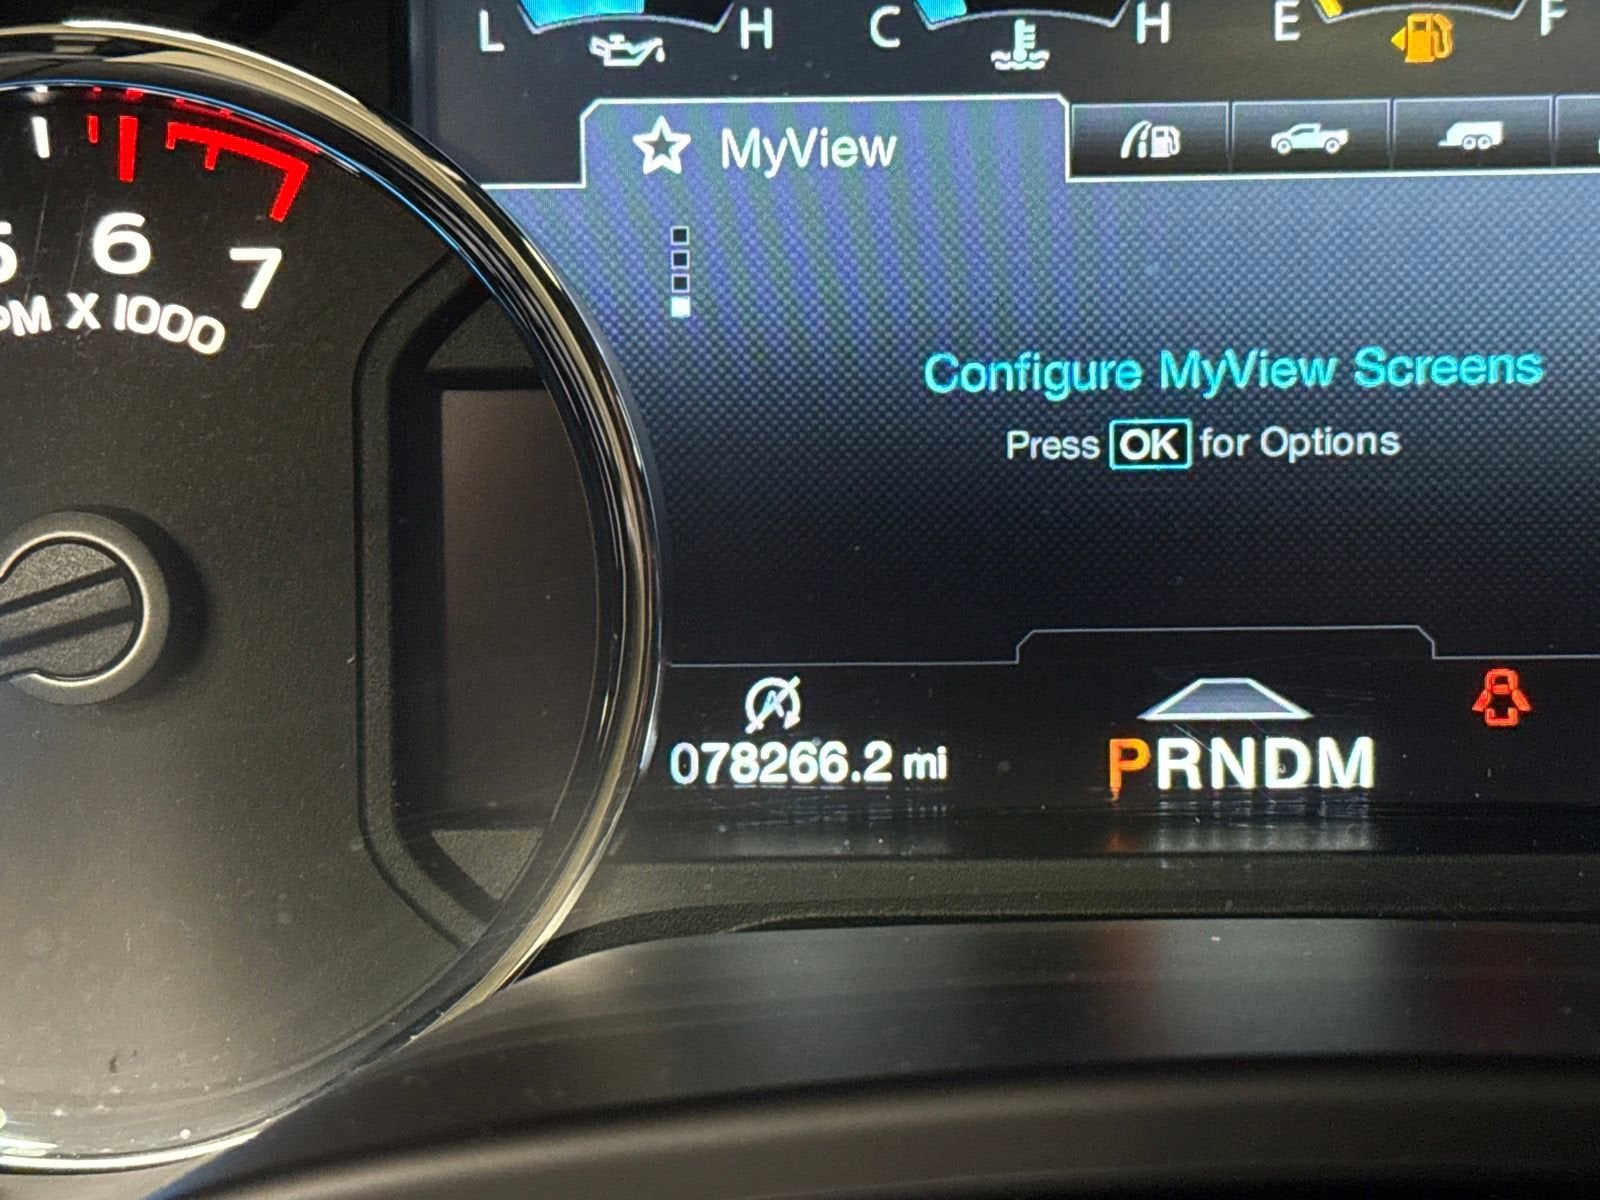 L H C H E F
MyView
5 6 7
PM X 1000
Configure MyView Screens
Press OK for Options
A
078266.2 mi
PRNDM